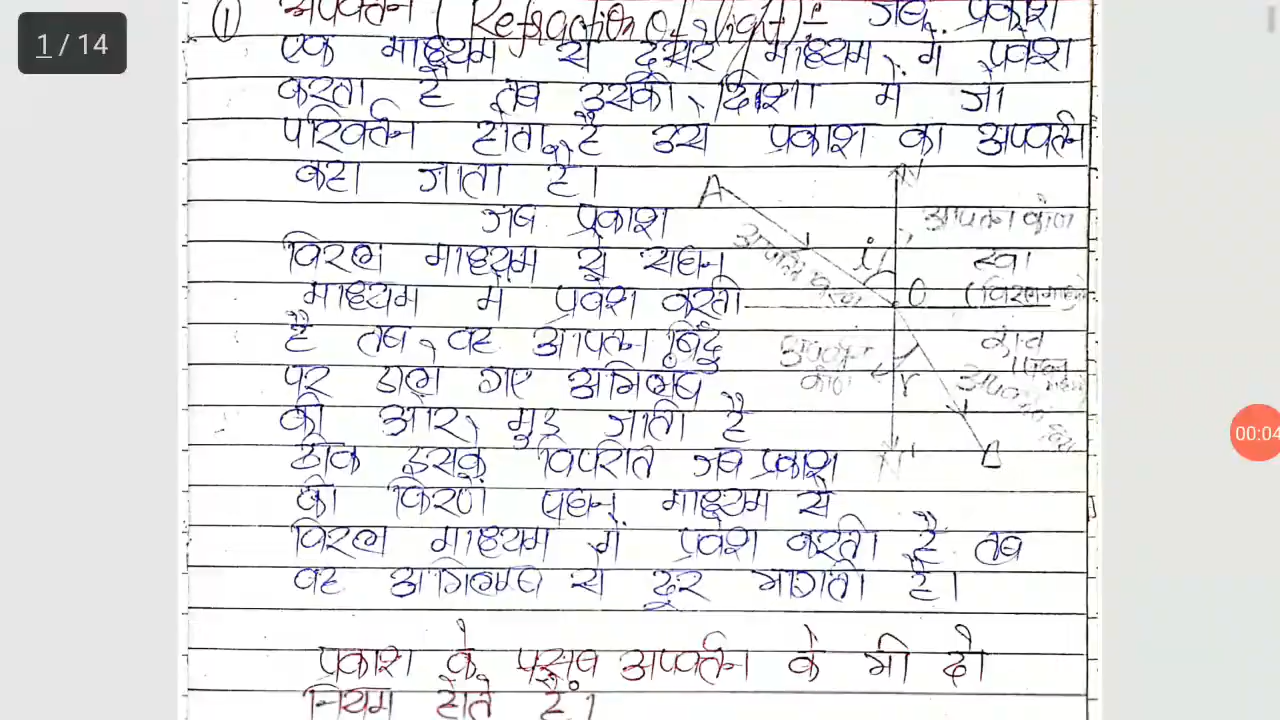 1 / 14
① अपवर्तन (Refraction of light)ः- जब प्रकाश
एक माध्यम से दूसरे माध्यम में प्रवेश
करता है तब उसकी दिशा में जो
परिवर्तन होता है उसे प्रकाश का अपवर्तन
कहा जाता है।
जब प्रकाश
विरल माध्यम से सघन
माध्यम में प्रवेश करती
है तब वह आपतन बिंदु
पर डाले गए अभिलंब
की ओर मुड़ जाती है
ठीक इसके विपरित जब प्रकाश
की किरणें सघन माध्यम से
विरल माध्यम में प्रवेश करती है तब
वह अभिलम्ब से दूर भागती है।
A
N
आपतन कोण
i
हवा
O
(विरल माध्यम
कांच
अपवर्तन
कोण
r
N'
B
प्रकाश के अपवर्तन के भी दो
नियम होते है।
00:04